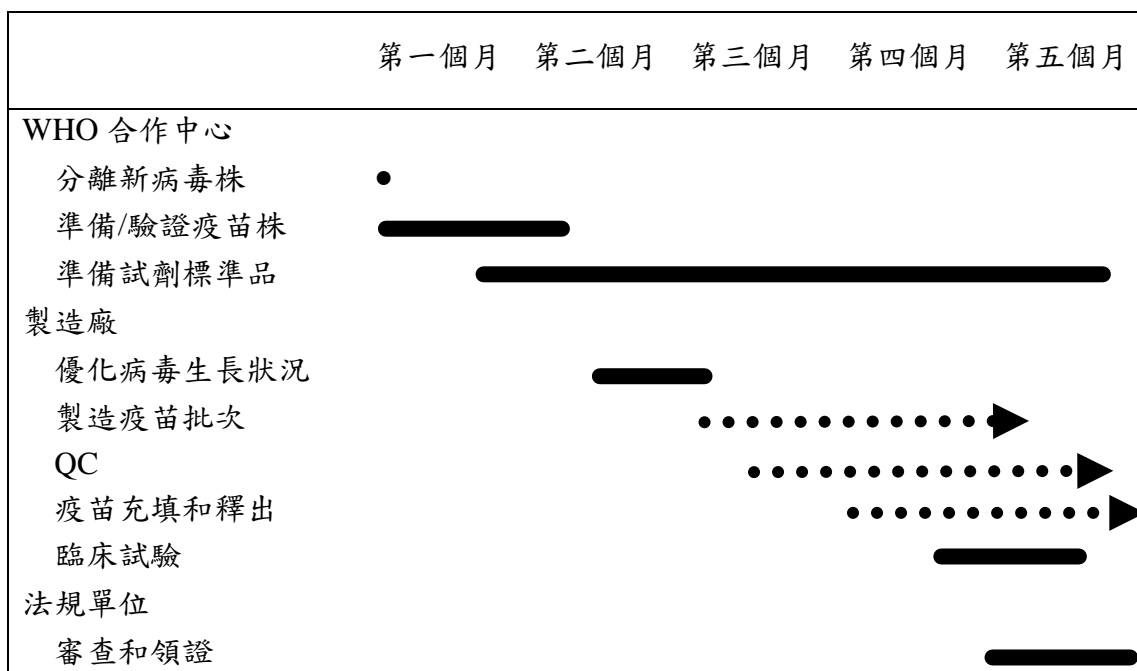 第一個月 第二個月 第三個月 第四個月 第五個月
WHO 合作中心
分離新病毒株
準備/驗證疫苗株
準備試劑標準品
製造廠
優化病毒生長狀況
製造疫苗批次
QC
疫苗充填和釋出
臨床試驗
法規單位
審查和領證